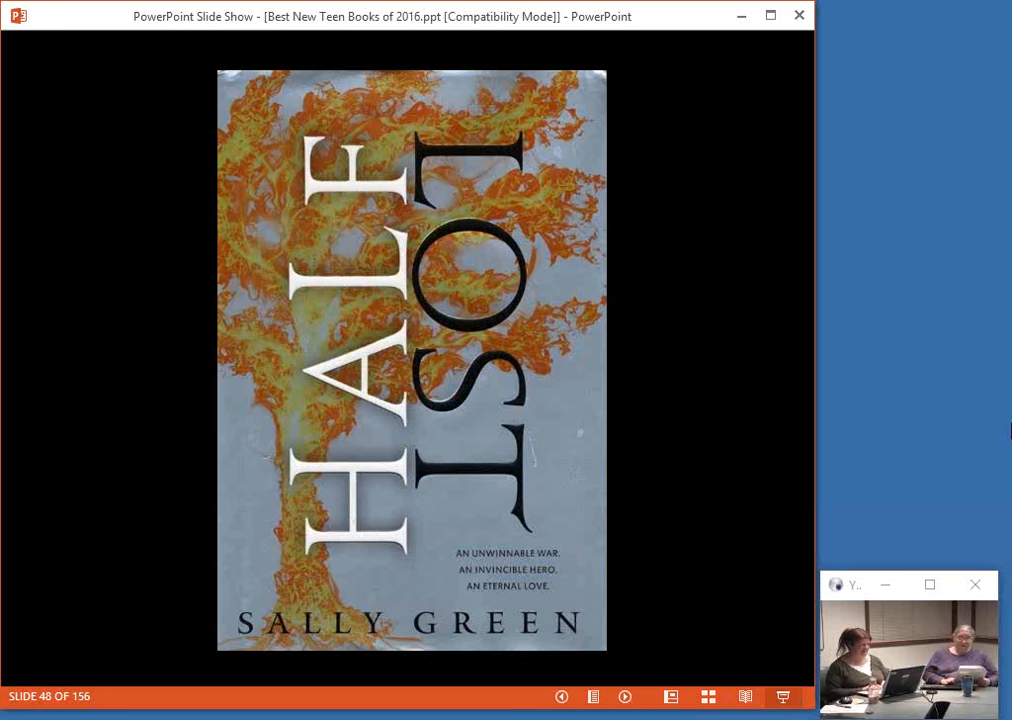 PowerPoint Slide Show - [Best New Teen Books of 2016.ppt [Compatibility Mode]] - PowerPoint
HALF
LOST
AN UNWINNABLE WAR.
AN INVINCIBLE HERO.
AN ETERNAL LOVE.
SALLY GREEN
Y..
SLIDE 48 OF 156